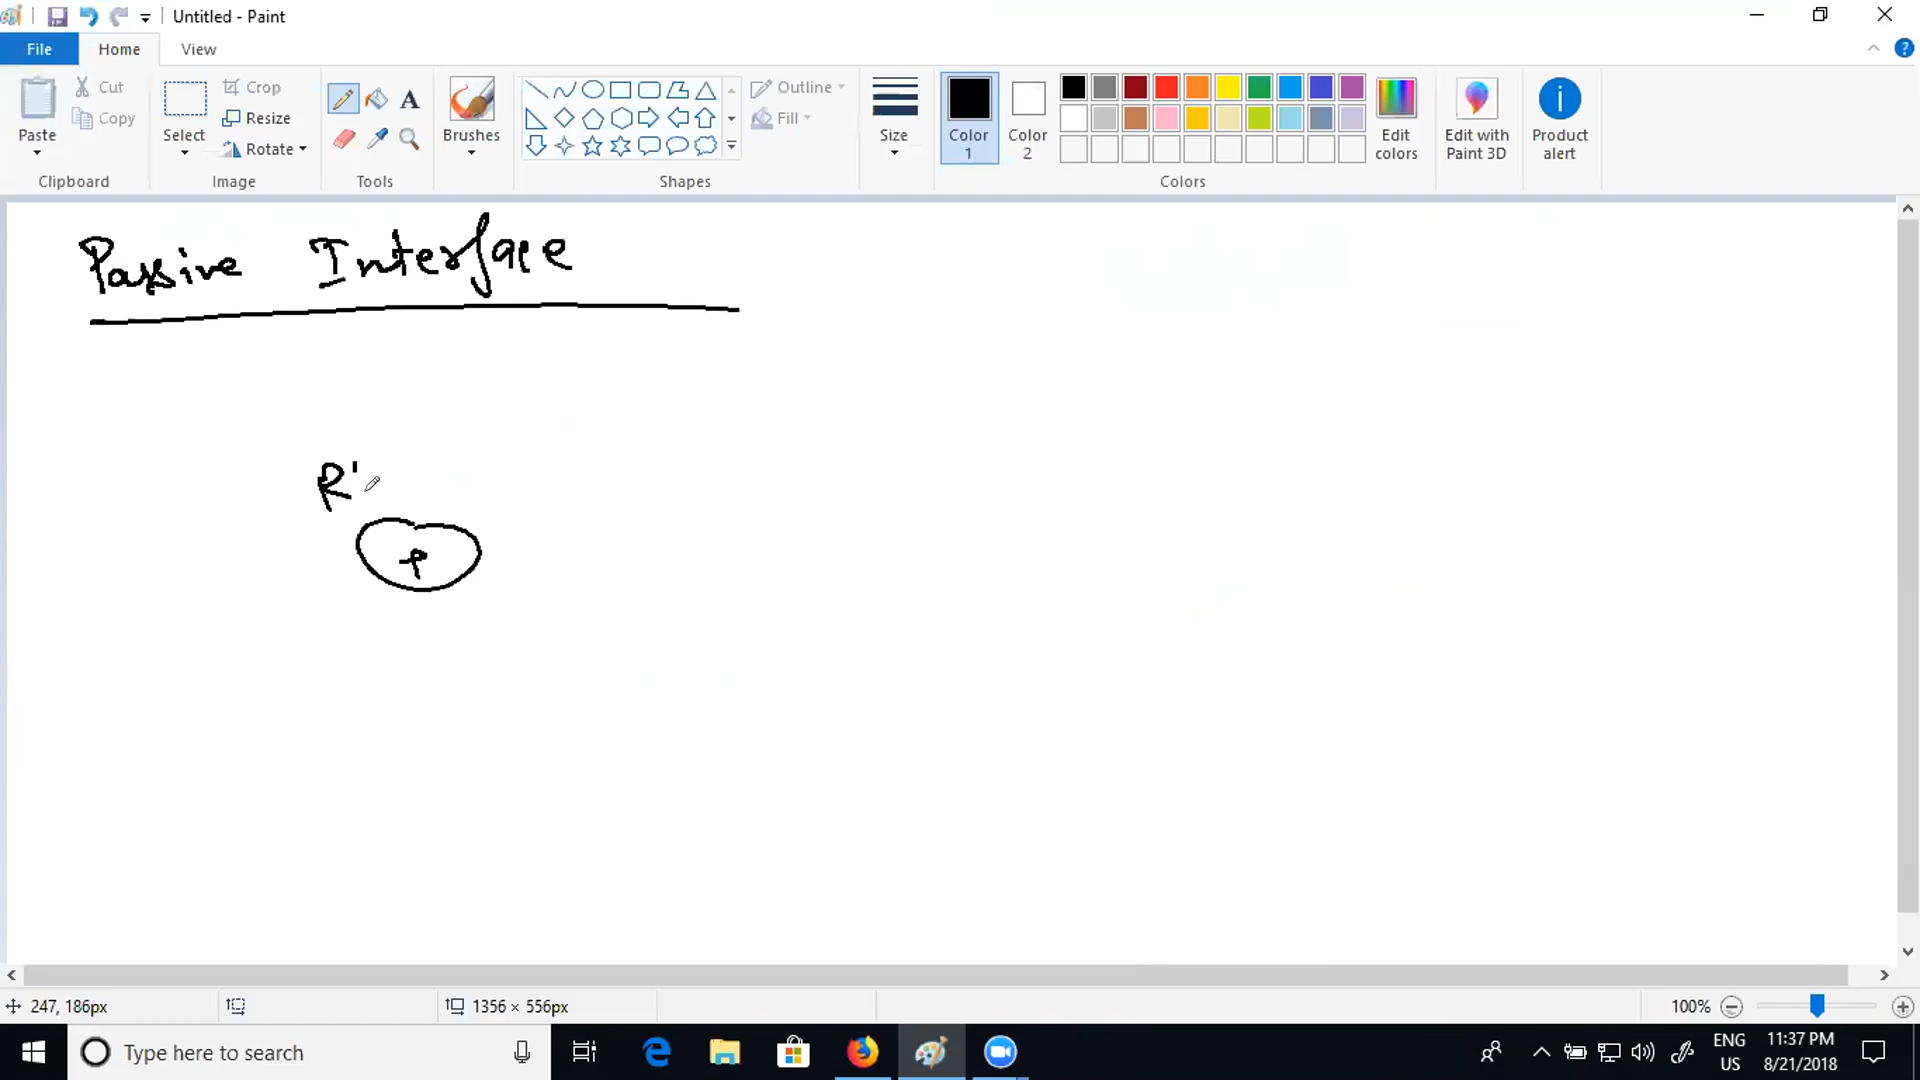 Untitled - Paint
File Home View
Paste
Cut
Copy
Clipboard
Select
Crop
Resize
Rotate
Image
Tools
Brushes
Shapes
Outline
Fill
Size
Color 1
Color 2
Colors
Edit colors
Edit with Paint 3D
Product alert
Passive Interface
R1
247, 186px
1356 × 556px
100%
Type here to search
ENG
US
11:37 PM
8/21/2018